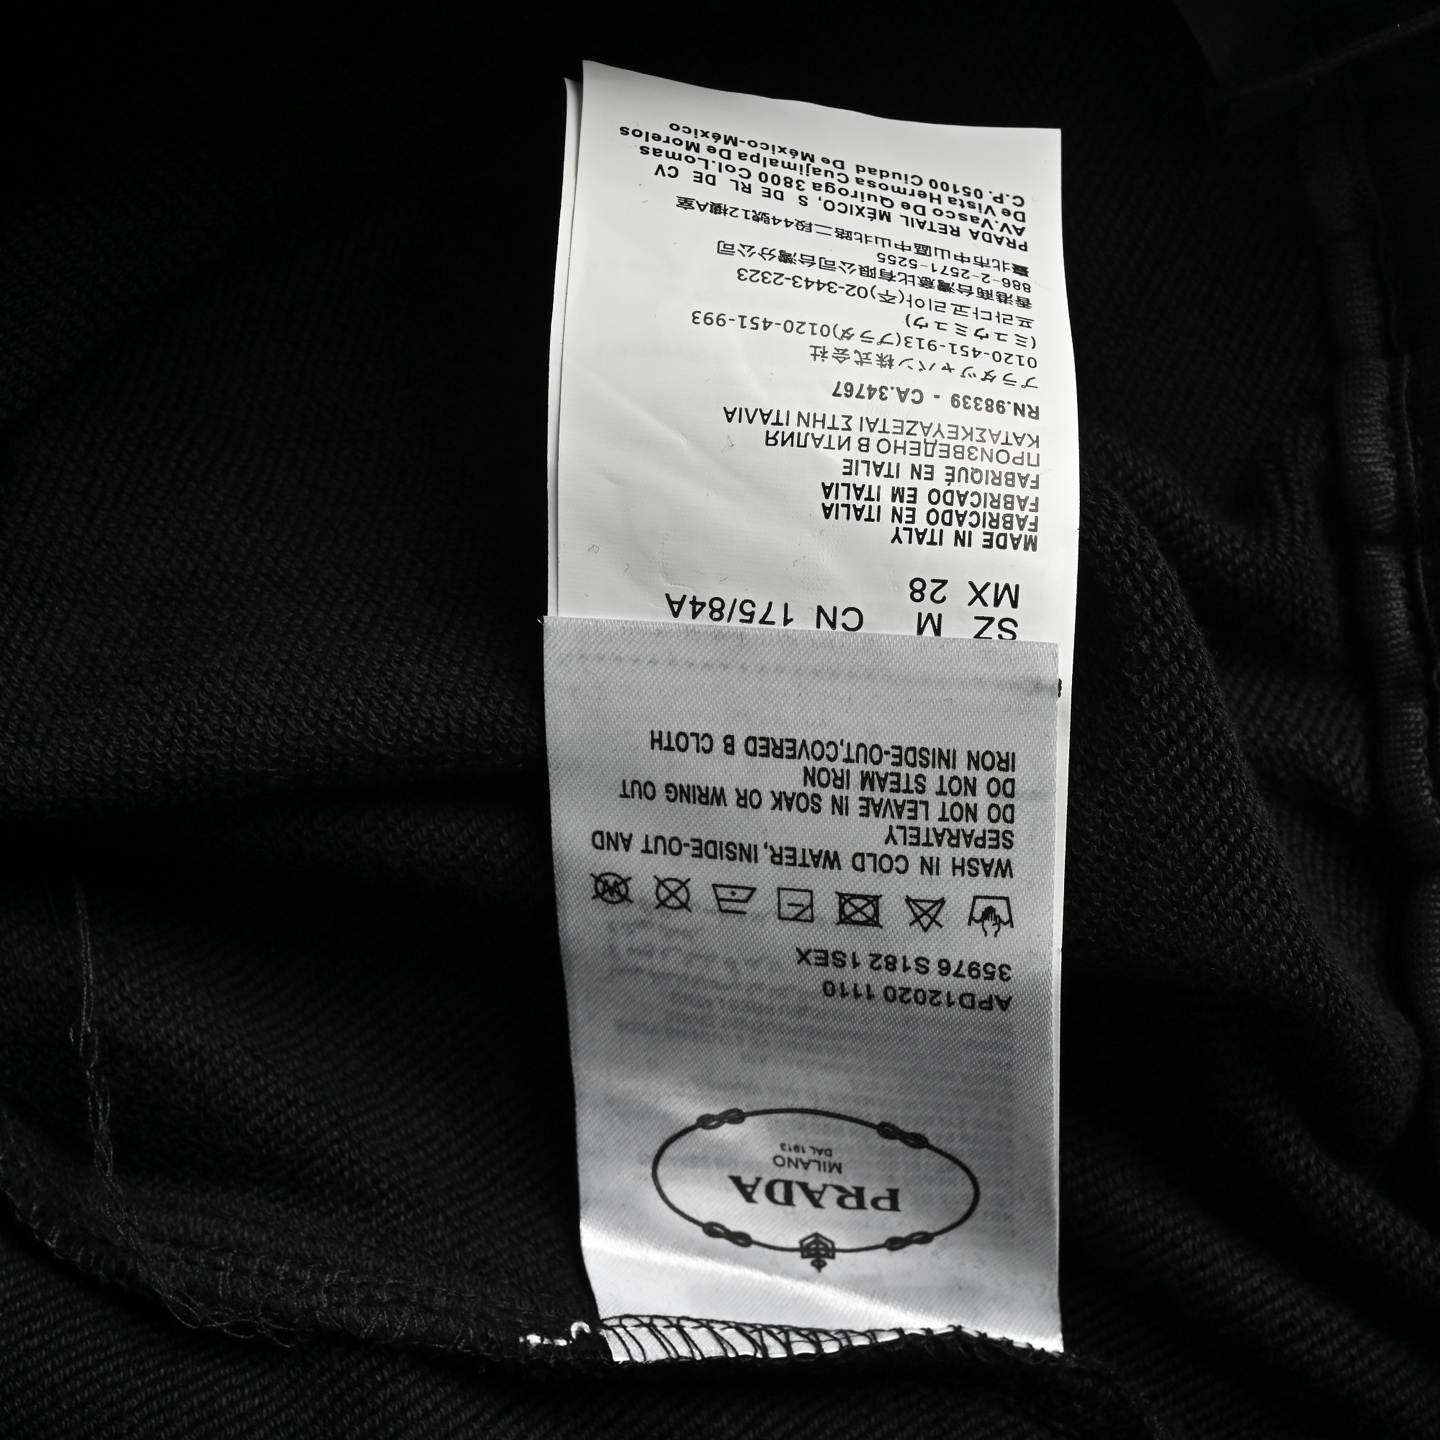 PRADA
MILANO
DAL 1913
APD12020 1110
35976 S182 1SEX
WASH IN COLD WATER, INSIDE-OUT AND
SEPARATELY
DO NOT LEAVAE IN SOAK OR WRING OUT
DO NOT STEAM IRON
IRON INISDE-OUT,COVERED B CLOTH
SZ M CN 175/84A
MX 28
MADE IN ITALY
FABRICADO EN ITALIA
FABRICADO EM ITALIA
FABRIQUÉ EN ITALIE
ПРОИЗВЕДЕНО В ИТАЛИЯ
ΚΑΤΑΣΚΕΥΑΖΕΤΑΙ ΣΤΗΝ ΙΤΑΛΙΑ
RN.98339 - CA.34767
プラダツャパン株式会社
0120-451-913(プラダ)0120-451-993
(ミュウミュウ)
프라다코리아(주)02-3443-2323
香港商台灣意比有限公司台灣分公司
886-2-2571-5255
臺北市中山區中山北路二段44號12樓A室
PRADA RETAIL MÉXICO, S DE RL DE CV
AV.Vasco De Quiroga 3800 Col.Lomas
De Vista Hermosa Cuajimalpa De Morelos
C.P. 05100 Ciudad De México-México